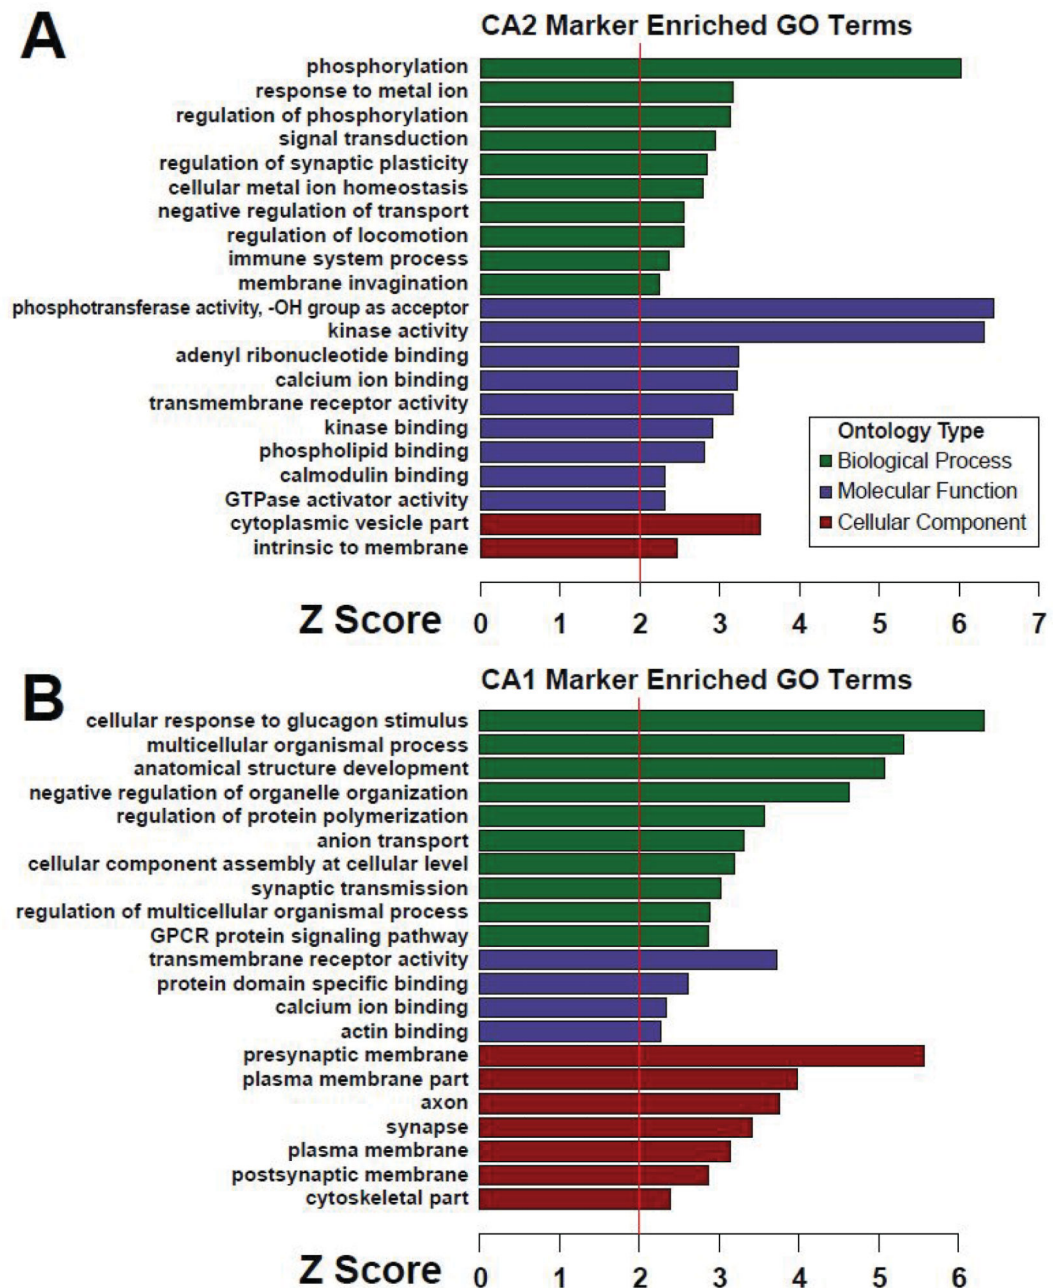 A
CA2 Marker Enriched GO Terms
phosphorylation
response to metal ion
regulation of phosphorylation
signal transduction
regulation of synaptic plasticity
cellular metal ion homeostasis
negative regulation of transport
regulation of locomotion
immune system process
membrane invagination
phosphotransferase activity, -OH group as acceptor
kinase activity
adenyl ribonucleotide binding
calcium ion binding
transmembrane receptor activity
kinase binding
phospholipid binding
calmodulin binding
GTPase activator activity
cytoplasmic vesicle part
intrinsic to membrane
Ontology Type
Biological Process
Molecular Function
Cellular Component
Z Score 0 1 2 3 4 5 6 7
B
CA1 Marker Enriched GO Terms
cellular response to glucagon stimulus
multicellular organismal process
anatomical structure development
negative regulation of organelle organization
regulation of protein polymerization
anion transport
cellular component assembly at cellular level
synaptic transmission
regulation of multicellular organismal process
GPCR protein signaling pathway
transmembrane receptor activity
protein domain specific binding
calcium ion binding
actin binding
presynaptic membrane
plasma membrane part
axon
synapse
plasma membrane
postsynaptic membrane
cytoskeletal part
Z Score 0 1 2 3 4 5 6